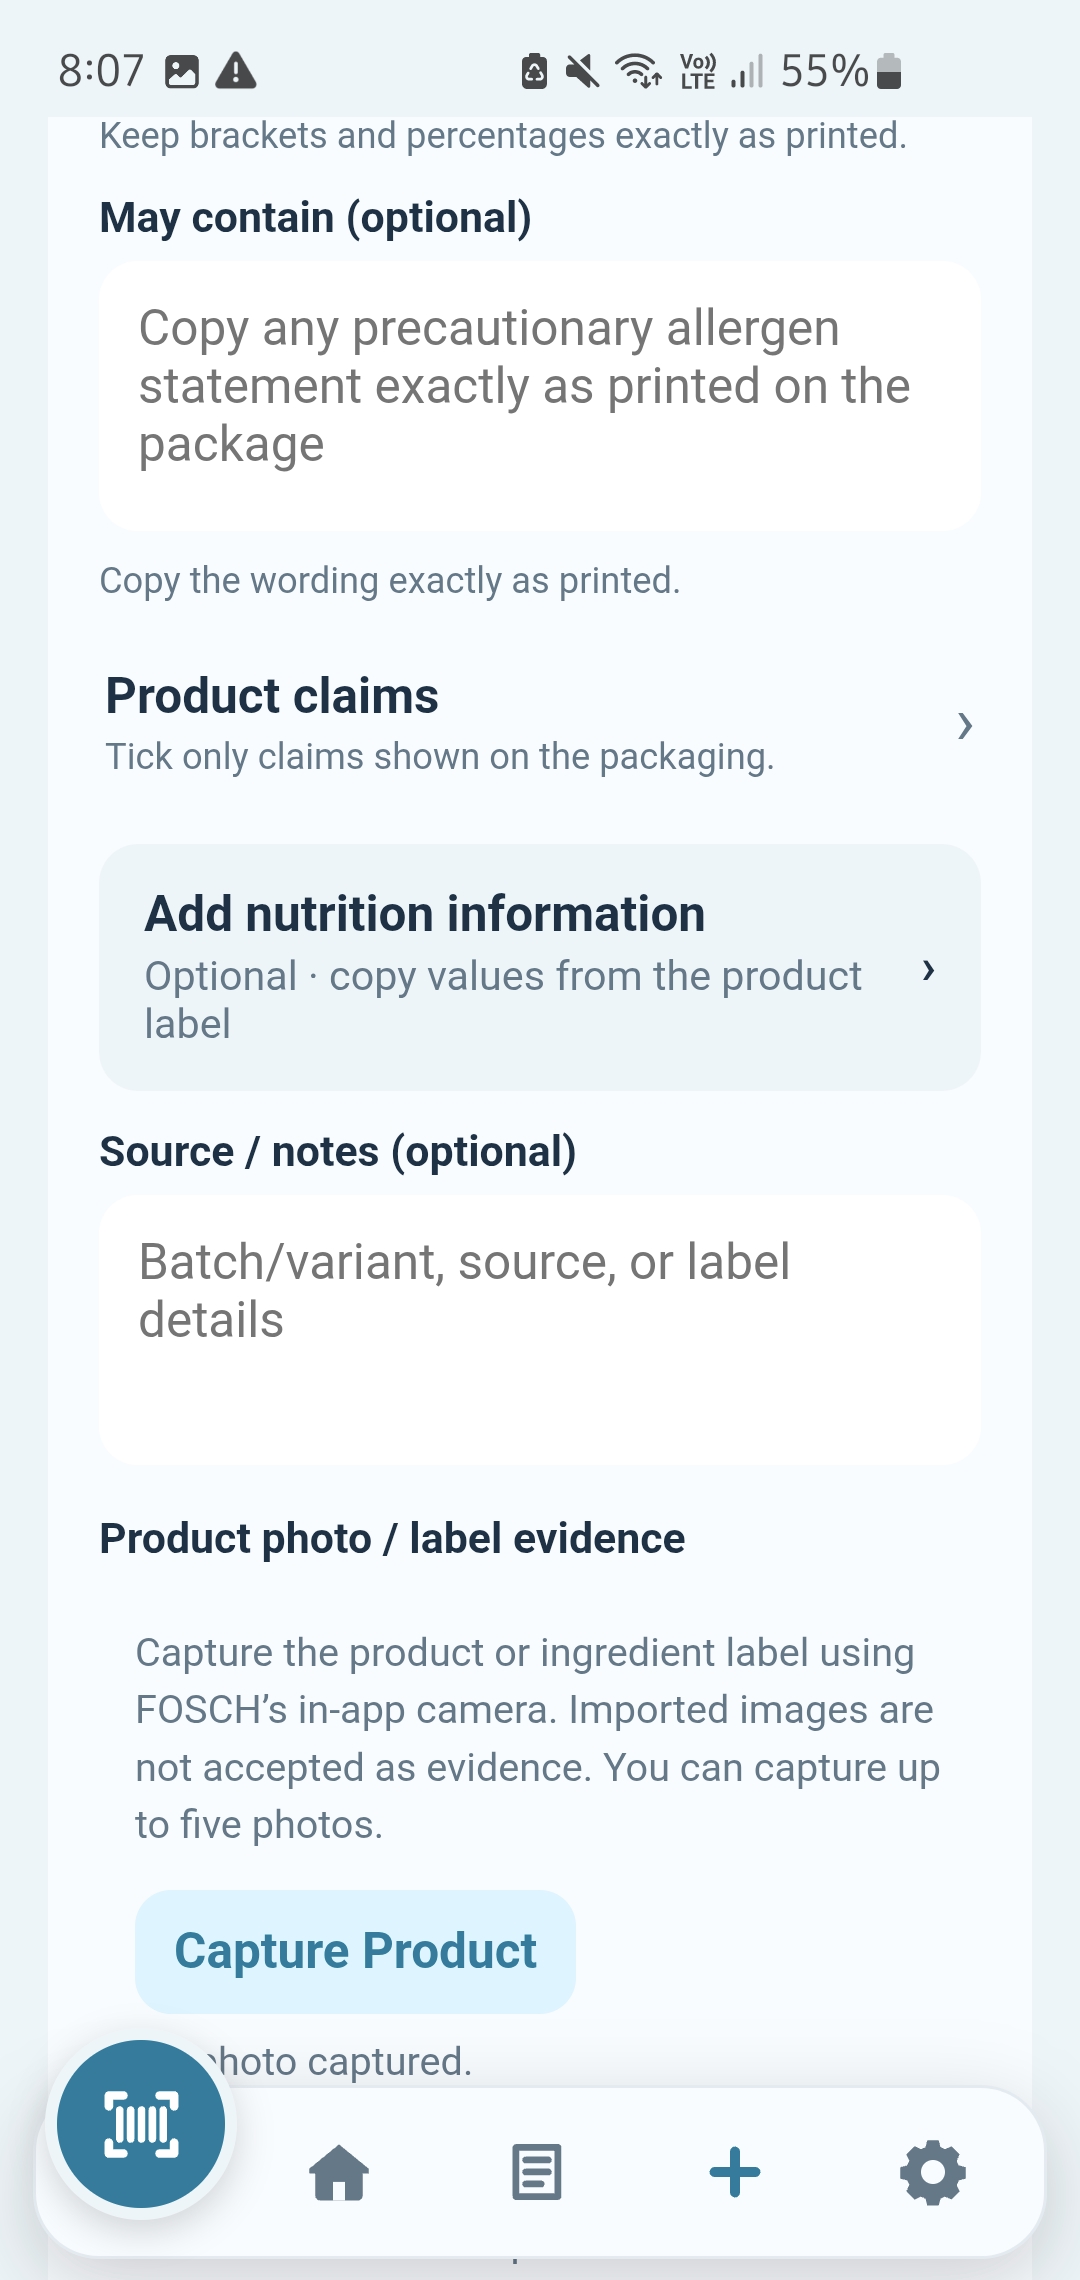 8:07
Vo)) LTE
55%
Keep brackets and percentages exactly as printed.
May contain (optional)
Copy any precautionary allergen
statement exactly as printed on the
package
Copy the wording exactly as printed.
Product claims
Tick only claims shown on the packaging.
Add nutrition information
Optional · copy values from the product
label
Source / notes (optional)
Batch/variant, source, or label
details
Product photo / label evidence
Capture the product or ingredient label using
FOSCH’s in-app camera. Imported images are
not accepted as evidence. You can capture up
to five photos.
Capture Product
photo captured.